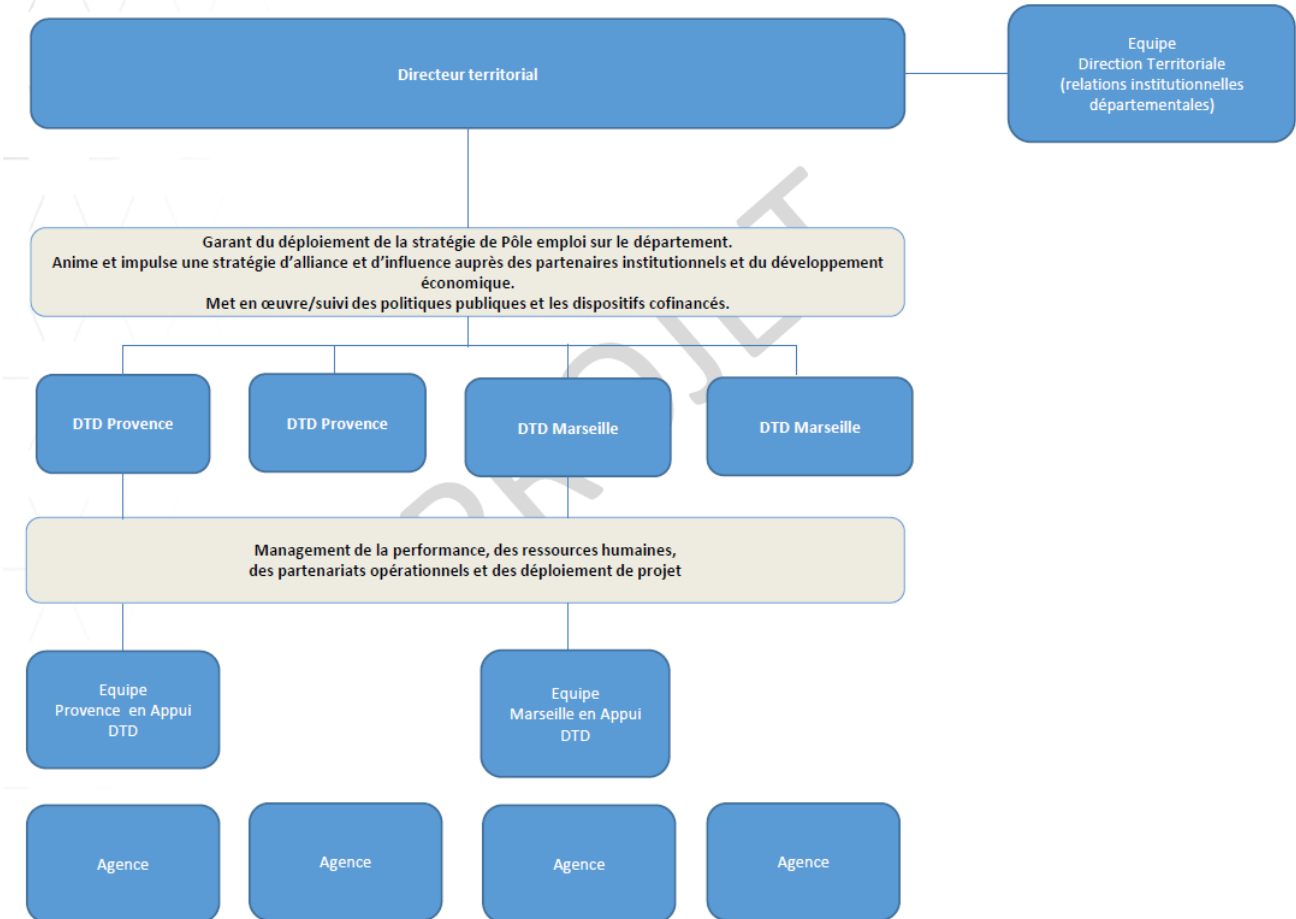 Directeur territorial
Equipe
Direction Territoriale
(relations institutionnelles
départementales)
Garant du déploiement de la stratégie de Pôle emploi sur le département.
Anime et impulse une stratégie d'alliance et d'influence auprès des partenaires institutionnels et du développement
économique.
Met en œuvre/suivi des politiques publiques et les dispositifs cofinancés.
PROJET
DTD Provence
DTD Provence
DTD Marseille
DTD Marseille
Management de la performance, des ressources humaines,
des partenariats opérationnels et des déploiement de projet
Equipe
Provence en Appui
DTD
Equipe
Marseille en Appui
DTD
Agence
Agence
Agence
Agence